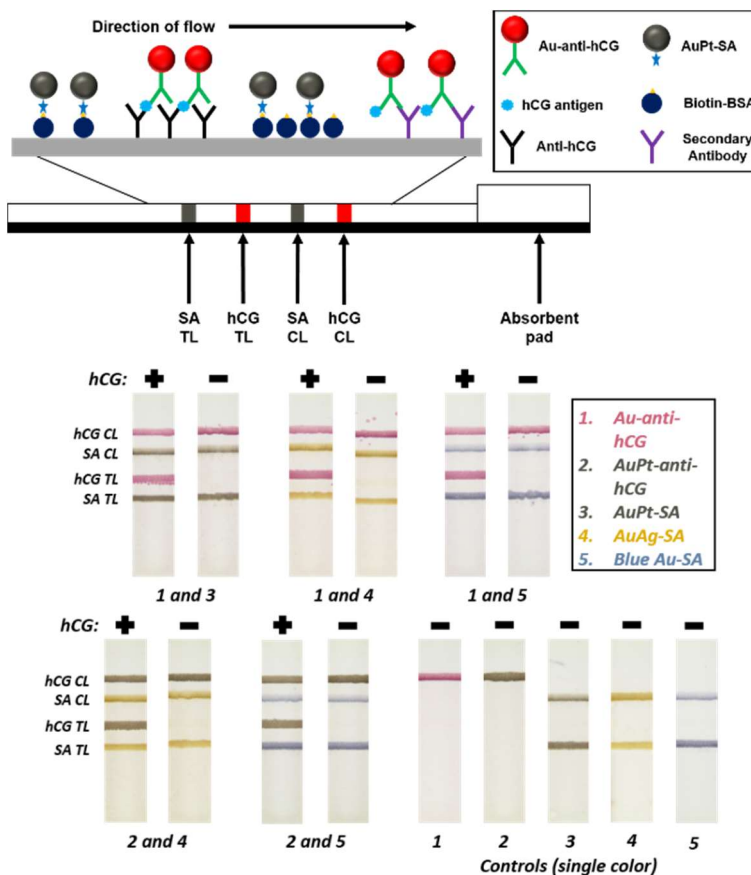 Direction of flow
Au-anti-hCG
AuPt-SA
hCG antigen
Biotin-BSA
Anti-hCG
Secondary
Antibody
SA
TL
hCG
TL
SA
CL
hCG
CL
Absorbent
pad
hCG: + − + − + −
hCG CL
SA CL
hCG TL
SA TL
1 and 3
1 and 4
1 and 5
1. Au-anti-
hCG
2. AuPt-anti-
hCG
3. AuPt-SA
4. AuAg-SA
5. Blue Au-SA
hCG: + − + − − − − − −
hCG CL
SA CL
hCG TL
SA TL
2 and 4
2 and 5
1 2 3 4 5
Controls (single color)